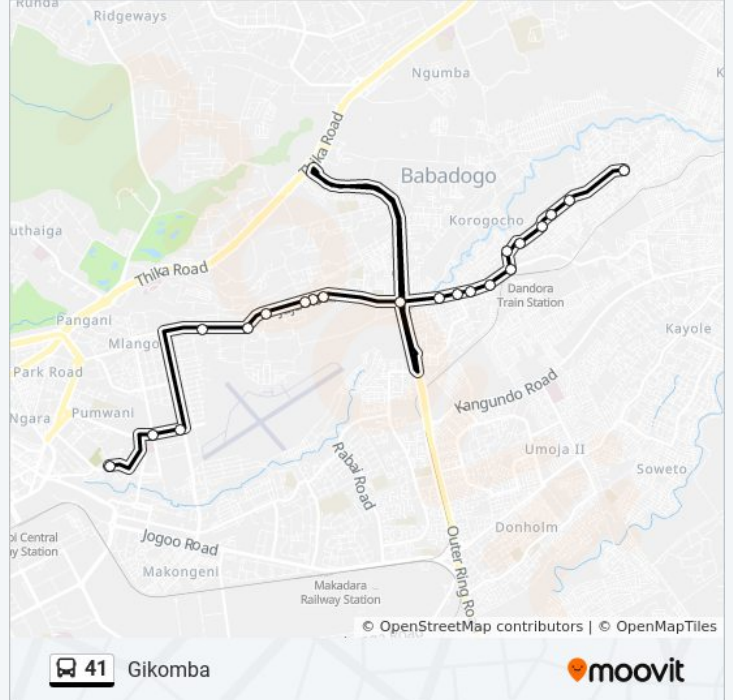 Runda
Ridgeways
Ngumba
Thika Road
Babadogo
Korogocho
uthaiga
Thika Road
Dandora
Train Station
Pangani
Mlango
Kayole
Park Road
Kangundo Road
Ngara
Pumwani
Umoja II
Rabai Road
Soweto
Donholm
bi Central
y Station
Jogoo Road
Outer Ring Ro
Makongeni
Makadara
Railway Station
© OpenStreetMap contributors | © OpenMapTiles
41 Gikomba
moovit